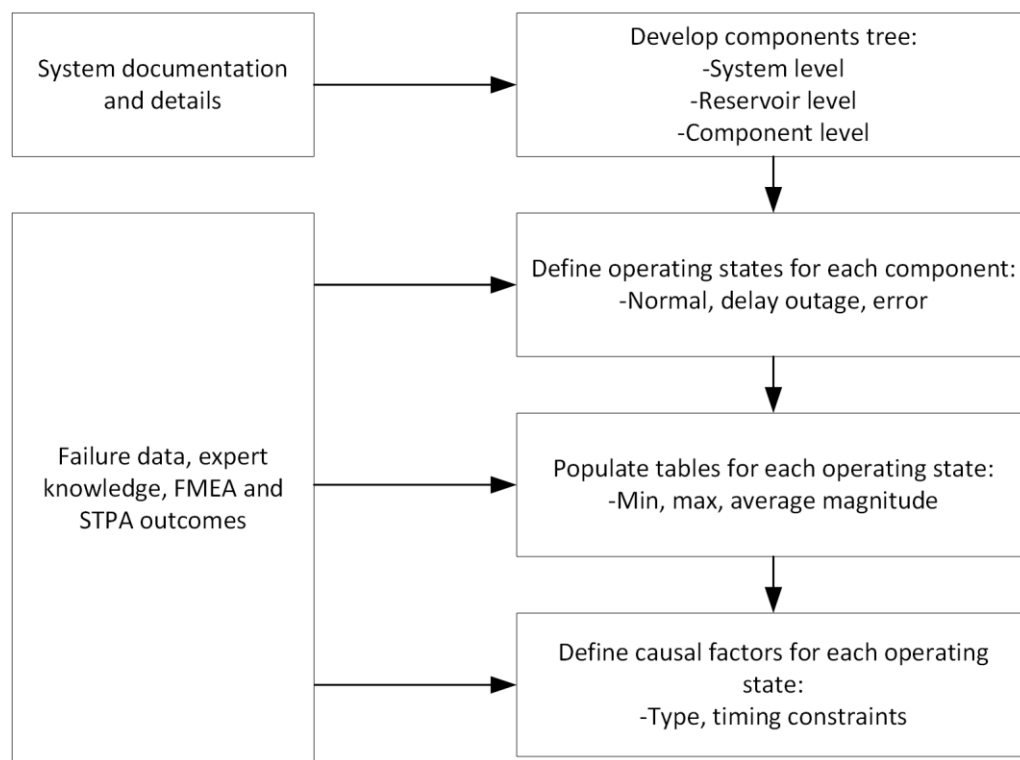 System documentation
and details
Develop components tree:
-System level
-Reservoir level
-Component level
Failure data, expert
knowledge, FMEA and
STPA outcomes
Define operating states for each component:
-Normal, delay outage, error
Populate tables for each operating state:
-Min, max, average magnitude
Define causal factors for each operating
state:
-Type, timing constraints